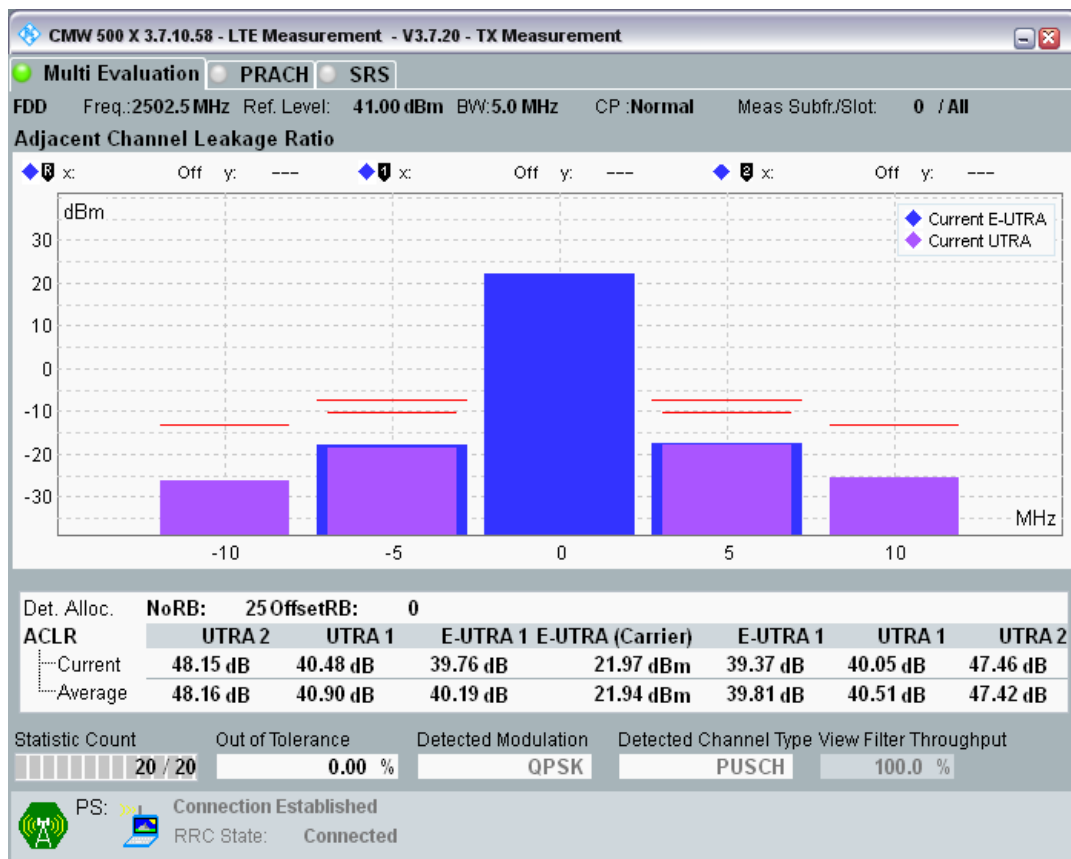 CMW 500 X 3.7.10.58 - LTE Measurement - V3.7.20 - TX Measurement
Multi Evaluation PRACH SRS
FDD Freq.:2502.5 MHz Ref. Level: 41.00 dBm BW:5.0 MHz CP :Normal Meas Subfr./Slot: 0 / All
Adjacent Channel Leakage Ratio
R x: Off y: --- 1 x: Off y: --- 2 x: Off y: ---
dBm
Current E-UTRA
Current UTRA
30
20
10
0
-10
-20
-30
MHz
-10 -5 0 5 10
Det. Alloc. NoRB: 25 OffsetRB: 0
ACLR UTRA 2 UTRA 1 E-UTRA 1 E-UTRA (Carrier) E-UTRA 1 UTRA 1 UTRA 2
Current 48.15 dB 40.48 dB 39.76 dB 21.97 dBm 39.37 dB 40.05 dB 47.46 dB
Average 48.16 dB 40.90 dB 40.19 dB 21.94 dBm 39.81 dB 40.51 dB 47.42 dB
Statistic Count Out of Tolerance Detected Modulation Detected Channel Type View Filter Throughput
20 / 20 0.00 % QPSK PUSCH 100.0 %
PS: Connection Established
RRC State: Connected